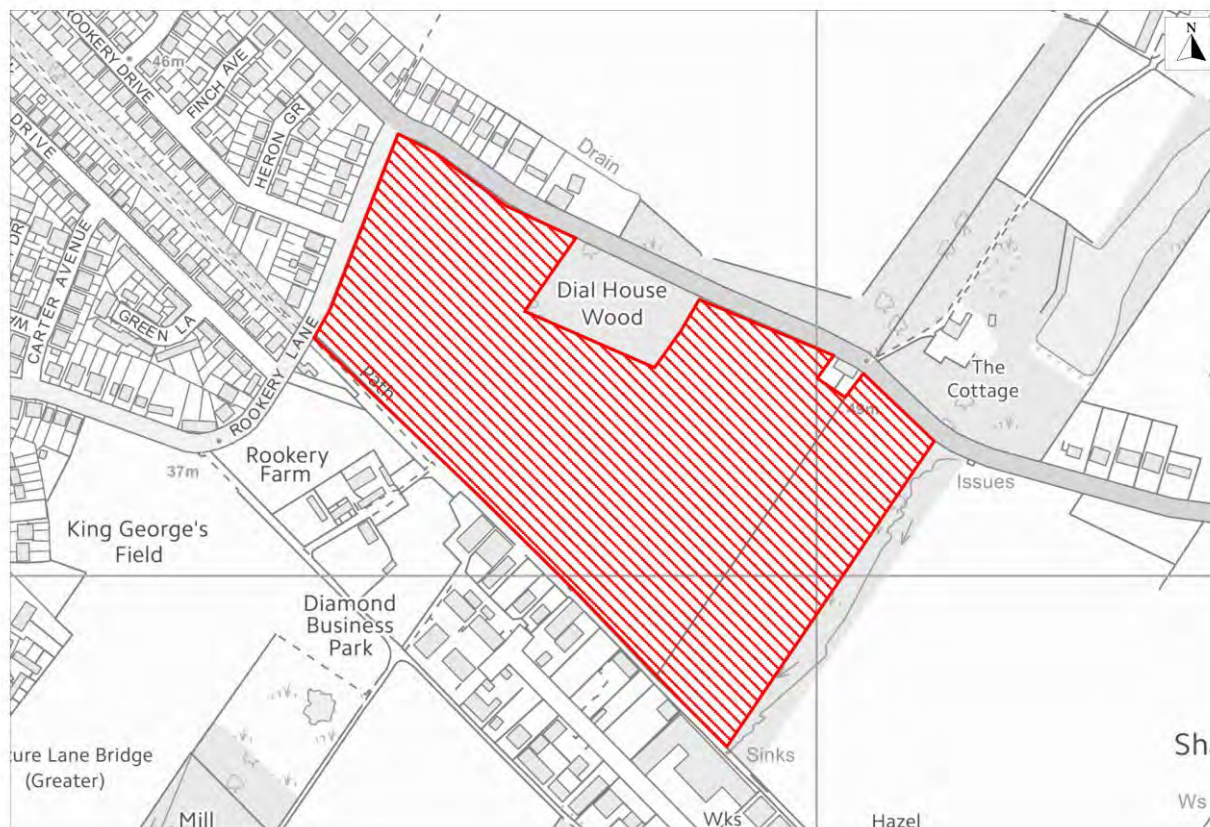 N
ROOKERY DRIVE
46m
FINCH AVE
HERON GR
DRIVE
Drain
CARTER AVENUE
GREEN LA
Dial House
Wood
ROOKERY LANE
Path
The
Cottage
49m
37m
Rookery
Farm
Issues
King George's
Field
Diamond
Business
Park
Sinks
ture Lane Bridge
(Greater)
Sh
Ws
Mill
Wks
Hazel